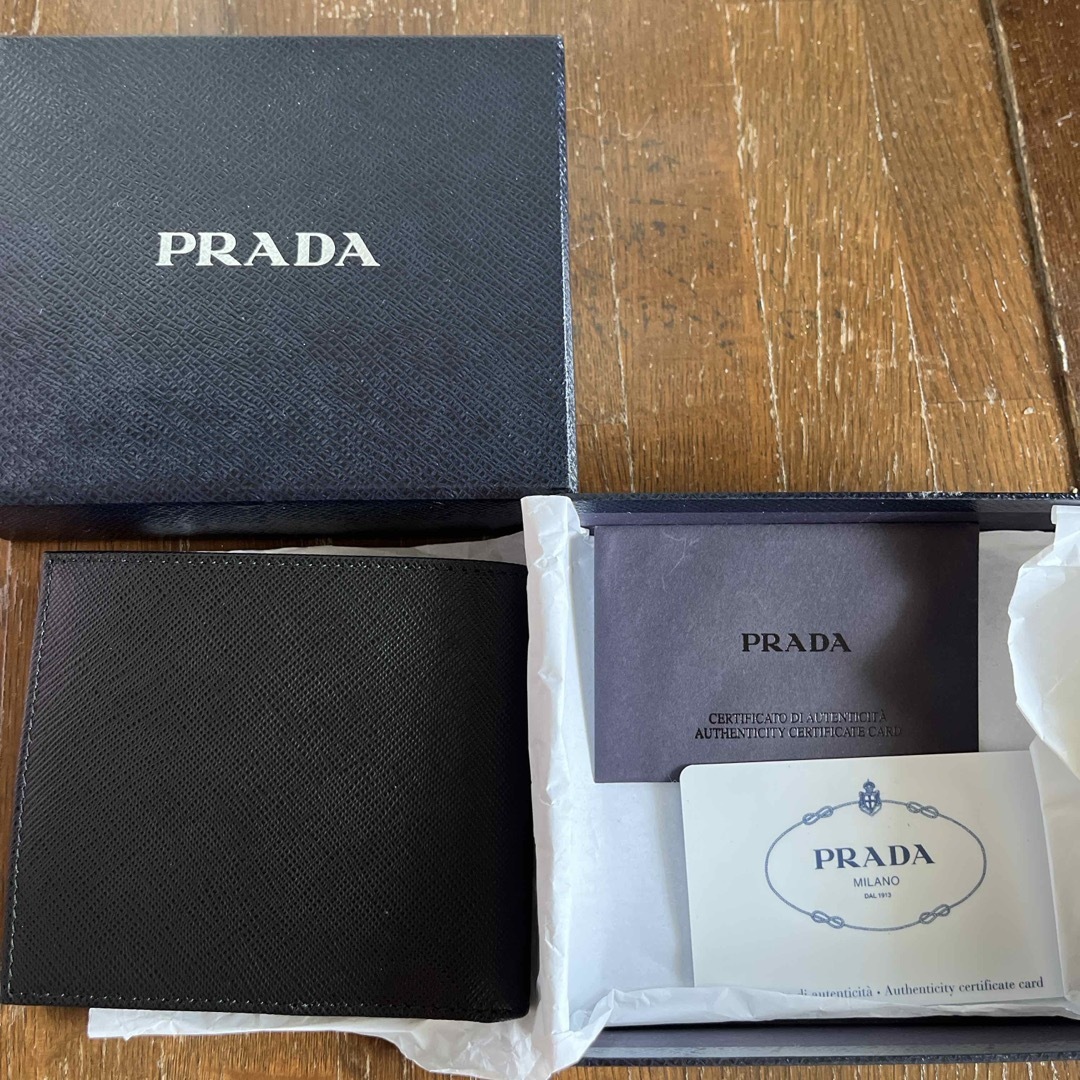 PRADA
PRADA
CERTIFICATO DI AUTENTICITÀ
AUTHENTICITY CERTIFICATE CARD
PRADA
MILANO
DAL 1913
di autenticità • Authenticity certificate card